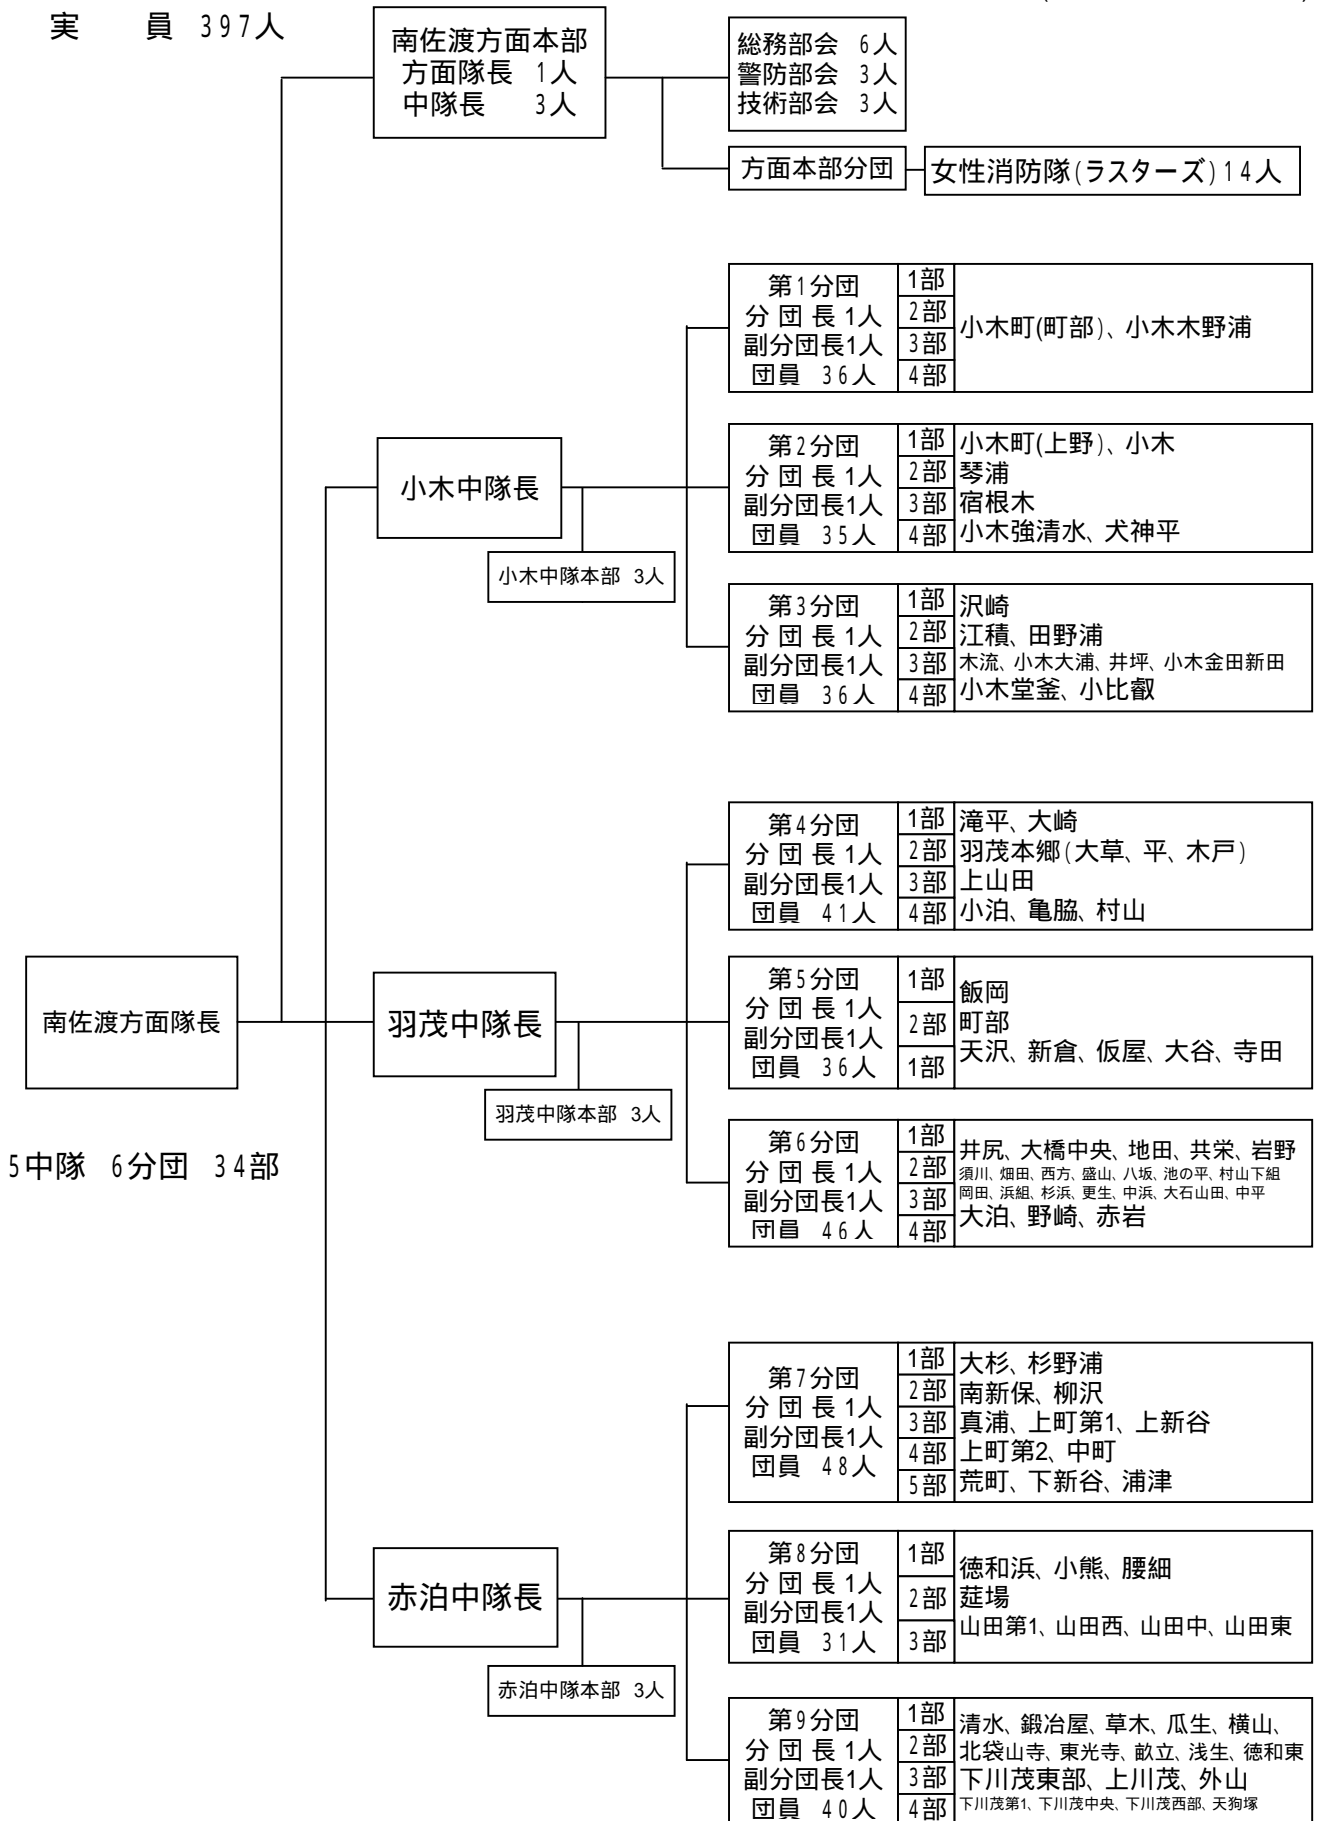 実　　員 397人
南佐渡方面本部
方面隊長 1人
中隊長 3人
総務部会 6人
警防部会 3人
技術部会 3人
方面本部分団
女性消防隊(ラスターズ)14人
第1分団
分 団 長 1人
副分団長1人
団員 36人
1部
2部
3部
4部
小木町(町部)、小木木野浦
小木中隊長
小木中隊本部 3人
第2分団
分 団 長 1人
副分団長1人
団員 35人
1部
2部
3部
4部
小木町(上野)、小木
琴浦
宿根木
小木強清水、犬神平
第3分団
分 団 長 1人
副分団長1人
団員 36人
1部
2部
3部
4部
沢崎
江積、田野浦
木流、小木大浦、井坪、小木金田新田
小木堂釜、小比叡
第4分団
分 団 長 1人
副分団長1人
団員 41人
1部
2部
3部
4部
滝平、大崎
羽茂本郷(大草、平、木戸)
上山田
小泊、亀脇、村山
南佐渡方面隊長
羽茂中隊長
羽茂中隊本部 3人
第5分団
分 団 長 1人
副分団長1人
団員 36人
1部
2部
1部
飯岡
町部
天沢、新倉、仮屋、大谷、寺田
5中隊 6分団 34部
第6分団
分 団 長 1人
副分団長1人
団員 46人
1部
2部
3部
4部
井尻、大橋中央、地田、共栄、岩野
須川、畑田、西方、盛山、八坂、池の平、村山下組
岡田、浜組、杉浜、更生、中浜、大石山田、中平
大泊、野崎、赤岩
第7分団
分 団 長 1人
副分団長1人
団員 48人
1部
2部
3部
4部
5部
大杉、杉野浦
南新保、柳沢
真浦、上町第1、上新谷
上町第2、中町
荒町、下新谷、浦津
赤泊中隊長
赤泊中隊本部 3人
第8分団
分 団 長 1人
副分団長1人
団員 31人
1部
2部
3部
徳和浜、小熊、腰細
莚場
山田第1、山田西、山田中、山田東
第9分団
分 団 長 1人
副分団長1人
団員 40人
1部
2部
3部
4部
清水、鍛冶屋、草木、瓜生、横山、
北袋山寺、東光寺、畝立、浅生、徳和東
下川茂東部、上川茂、外山
下川茂第1、下川茂中央、下川茂西部、天狗塚